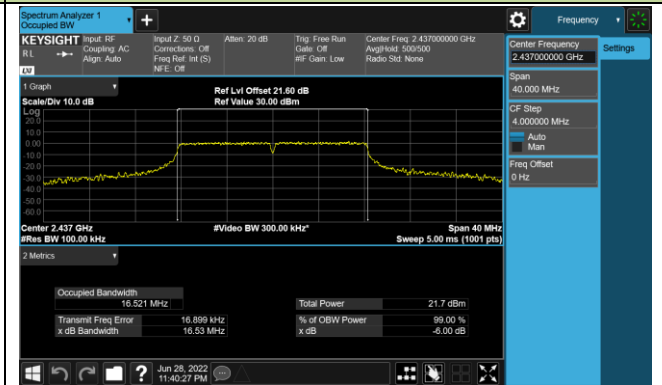 Spectrum Analyzer 1
Occupied BW
Frequency
KEYSIGHT
Input: RF
Coupling: AC
Align: Auto
Input Z: 50 Ω
Corrections: Off
Freq Ref: Int (S)
NFE: Off
Atten: 20 dB
Trig: Free Run
Gate: Off
#IF Gain: Low
Center Freq: 2.437000000 GHz
Avg|Hold: 500/500
Radio Std: None
RL
LXI
Center Frequency
2.437000000 GHz
Settings
Span
40.000 MHz
CF Step
4.000000 MHz
Auto
Man
Freq Offset
0 Hz
1 Graph
Scale/Div 10.0 dB
Ref Lvl Offset 21.60 dB
Ref Value 30.00 dBm
Log
20.0
10.0
0.00
-10.0
-20.0
-30.0
-40.0
-50.0
-60.0
Center 2.437 GHz
#Video BW 300.00 kHz*
Span 40 MHz
#Res BW 100.00 kHz
Sweep 5.00 ms (1001 pts)
2 Metrics
Occupied Bandwidth
16.521 MHz
Total Power 21.7 dBm
Transmit Freq Error 16.899 kHz
% of OBW Power 99.00 %
x dB Bandwidth 16.53 MHz
x dB -6.00 dB
Jun 28, 2022
11:40:27 PM